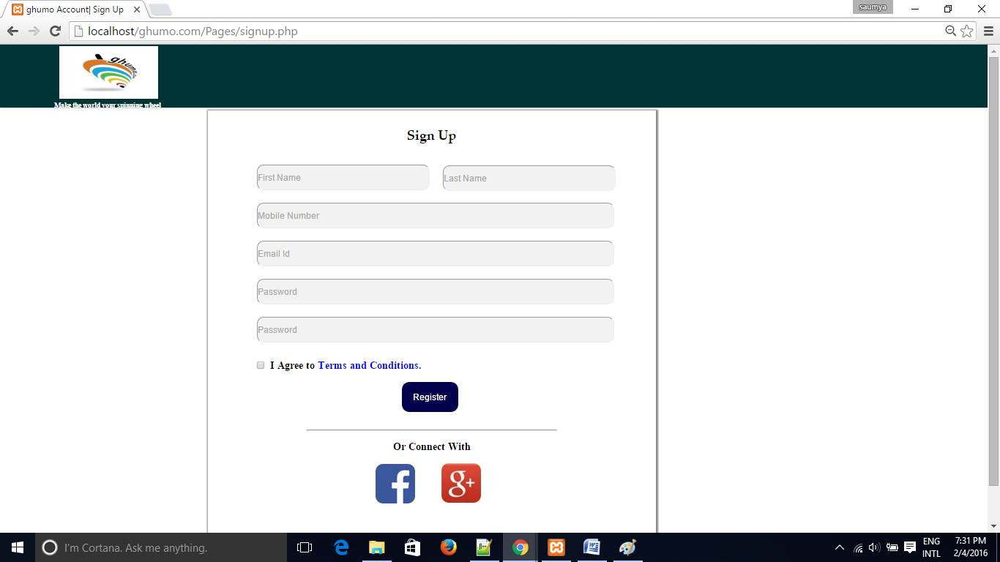 ghumo Account| Sign Up
saumya
localhost/ghumo.com/Pages/signup.php
ghumo
Make the world your spinning wheel
Sign Up
First Name Last Name
Mobile Number
Email Id
Password
Password
I Agree to Terms and Conditions.
Register
Or Connect With
f g+
I'm Cortana. Ask me anything.
ENG 7:31 PM
INTL 2/4/2016